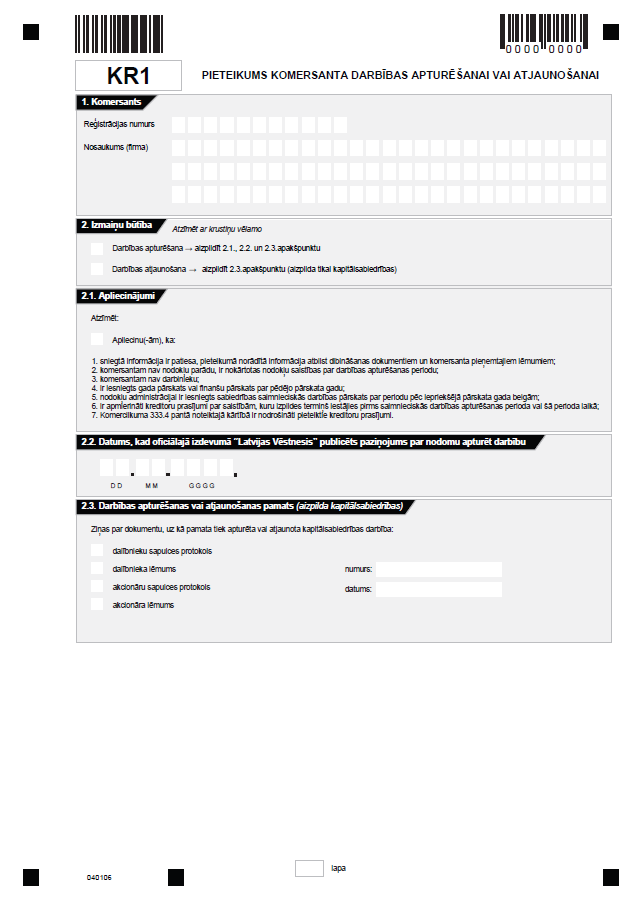 0000 0000
KR1
PIETEIKUMS KOMERSANTA DARBĪBAS APTURĒŠANAI VAI ATJAUNOŠANAI
1. Komersants
Reģistrācijas numurs
Nosaukums (firma)
2. Izmaiņu būtība
Atzīmēt ar krustiņu vēlamo
Darbības apturēšana → aizpildīt 2.1., 2.2. un 2.3.apakšpunktu
Darbības atjaunošana → aizpildīt 2.3.apakšpunktu (aizpilda tikai kapitālsabiedrības)
2.1. Apliecinājumi
Atzīmēt:
Apliecinu(-ām), ka:
1. sniegtā informācija ir patiesa, pieteikumā norādītā informācija atbilst dibināšanas dokumentiem un komersanta pieņemtajiem lēmumiem;
2. komersantam nav nodokļu parādu, ir nokārtotas nodokļu saistības par darbības apturēšanas periodu;
3. komersantam nav darbinieku;
4. ir iesniegts gada pārskats vai finanšu pārskats par pēdējo pārskata gadu;
5. nodokļu administrācijai ir iesniegts sabiedrības saimnieciskās darbības pārskats par periodu pēc iepriekšējā pārskata gada beigām;
6. ir apmierināti kreditoru prasījumi par saistībām, kuru izpildes termiņš iestājies pirms saimnieciskās darbības apturēšanas perioda vai šā perioda laikā;
7. Komerclikuma 333.4 pantā noteiktajā kārtībā ir nodrošināti pieteiktie kreditoru prasījumi.
2.2. Datums, kad oficiālajā izdevumā "Latvijas Vēstnesis" publicēts paziņojums par nodomu apturēt darbību
. . .
DD MM GGGG
2.3. Darbības apturēšanas vai atjaunošanas pamats (aizpilda kapitālsabiedrības)
Ziņas par dokumentu, uz kā pamata tiek apturēta vai atjaunota kapitālsabiedrības darbība:
dalībnieku sapulces protokols
dalībnieka lēmums
numurs:
akcionāru sapulces protokols
datums:
akcionāra lēmums
lapa
040106